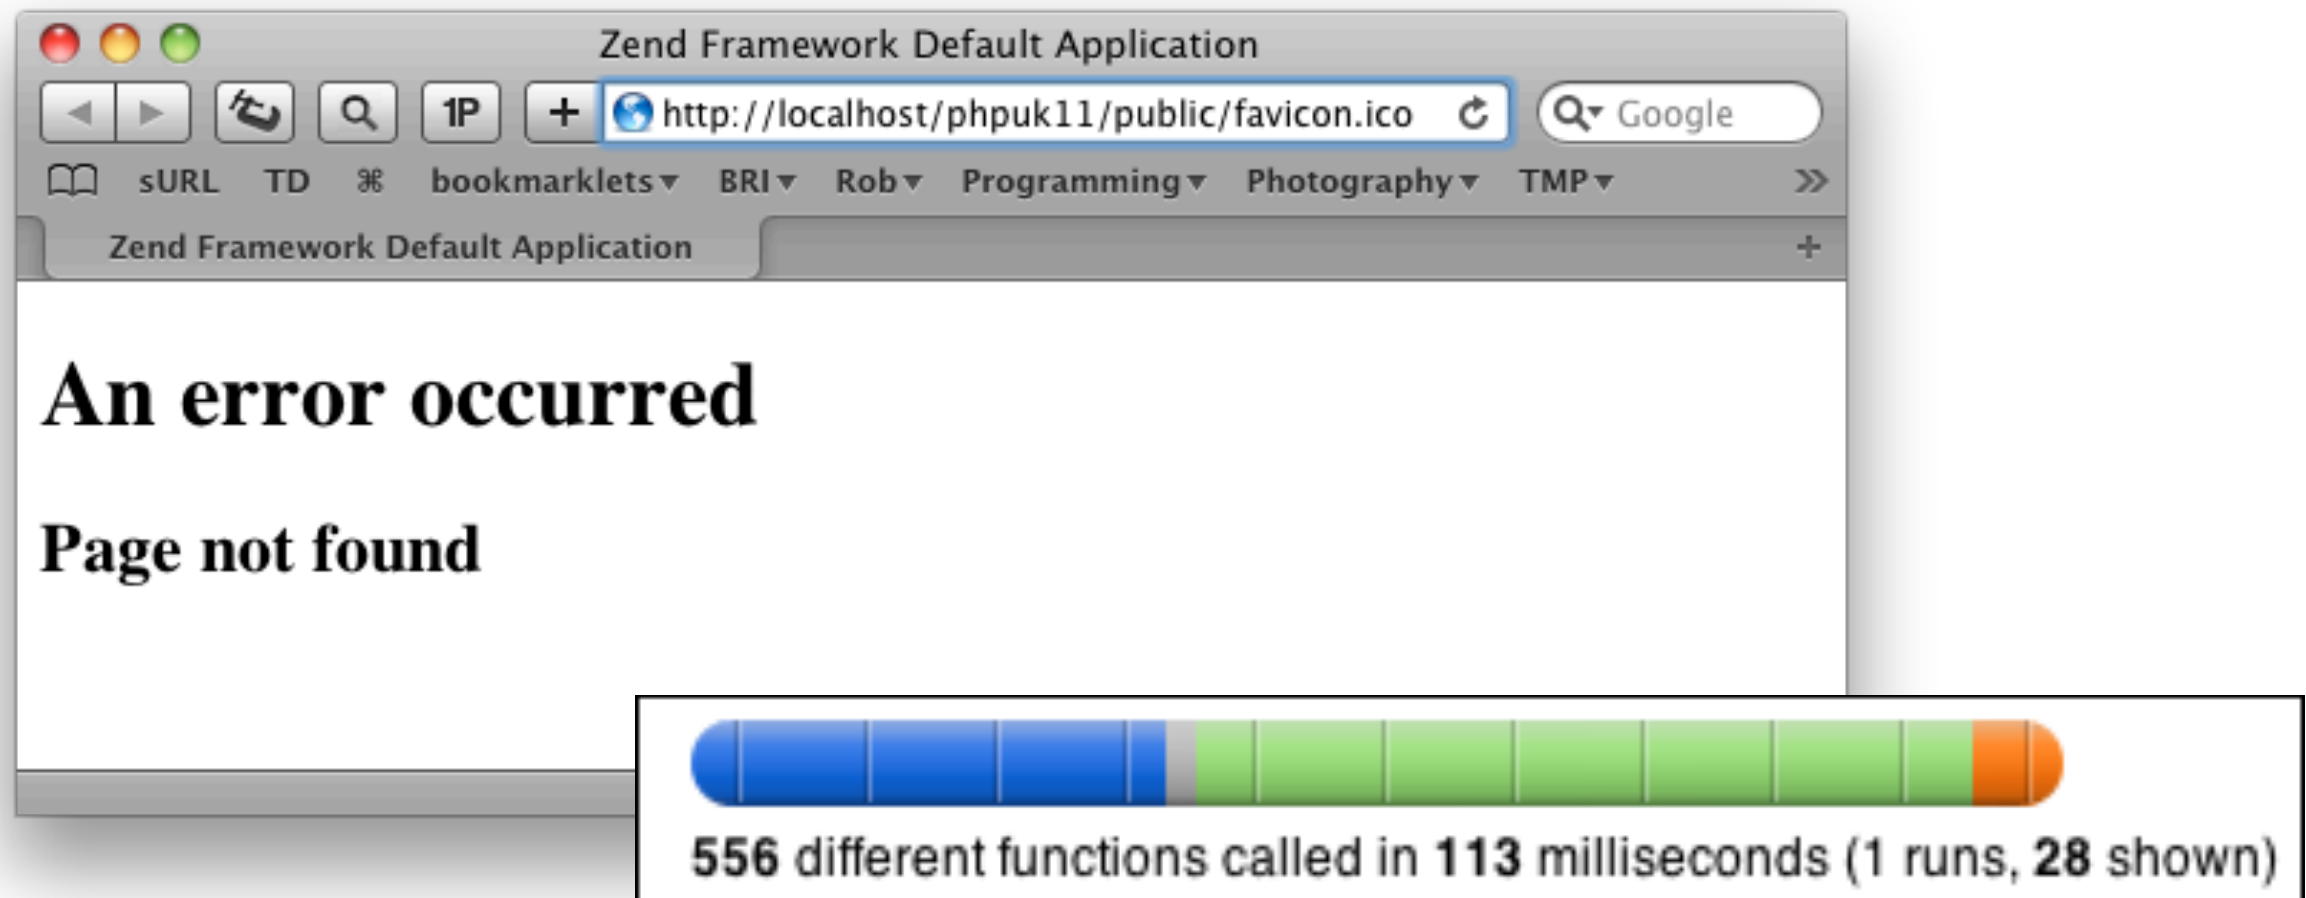 Zend Framework Default Application
1P + http://localhost/phpuk11/public/favicon.ico Google
sURL TD ⌘ bookmarklets▾ BRI▾ Rob▾ Programming▾ Photography▾ TMP▾ »
Zend Framework Default Application +
An error occurred
Page not found
556 different functions called in 113 milliseconds (1 runs, 28 shown)